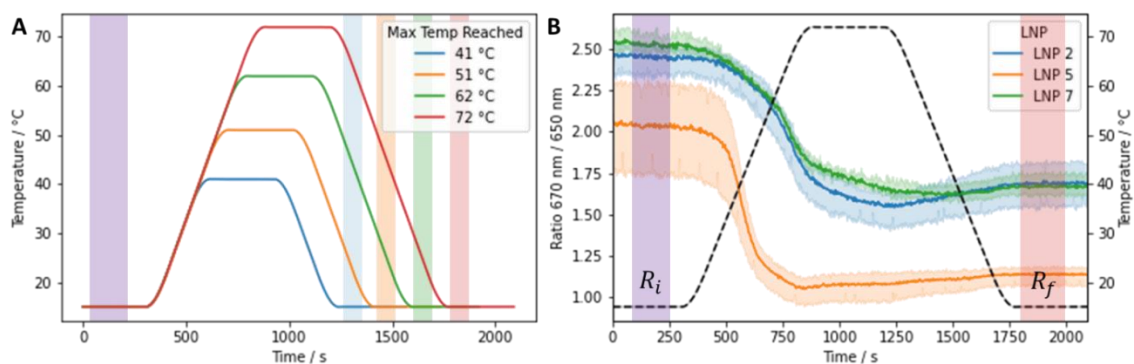 A
Max Temp Reached
41 °C
51 °C
62 °C
72 °C
Temperature / °C
70
60
50
40
30
20
0
500
1000
1500
2000
Time / s
B
LNP
LNP 2
LNP 5
LNP 7
Ratio 670 nm / 650 nm
2.50
2.25
2.00
1.75
1.50
1.25
1.00
R_i
R_f
70
60
50
40
30
20
Temperature / °C
0
250
500
750
1000
1250
1500
1750
2000
Time / s